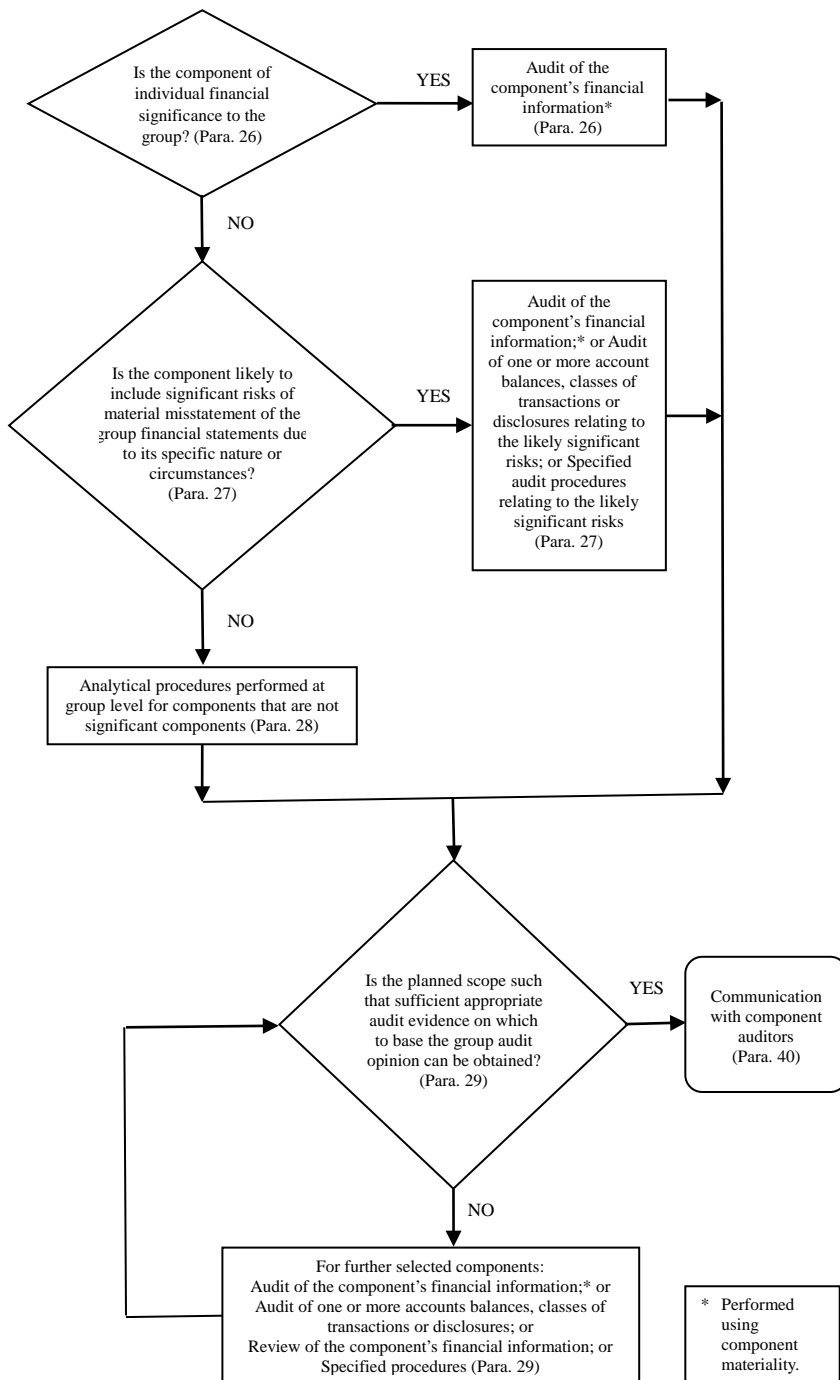 Is the component of
individual financial
significance to the
group? (Para. 26)
YES
Audit of the
component's financial
information*
(Para. 26)
NO
Is the component likely to
include significant risks of
material misstatement of the
group financial statements due
to its specific nature or
circumstances?
(Para. 27)
YES
Audit of the
component's financial
information;* or Audit
of one or more account
balances, classes of
transactions or
disclosures relating to
the likely significant
risks; or Specified
audit procedures
relating to the likely
significant risks
(Para. 27)
NO
Analytical procedures performed at
group level for components that are not
significant components (Para. 28)
Is the planned scope such
that sufficient appropriate
audit evidence on which
to base the group audit
opinion can be obtained?
(Para. 29)
YES
Communication
with component
auditors
(Para. 40)
NO
For further selected components:
Audit of the component's financial information;* or
Audit of one or more accounts balances, classes of
transactions or disclosures; or
Review of the component's financial information; or
Specified procedures (Para. 29)
* Performed
using
component
materiality.